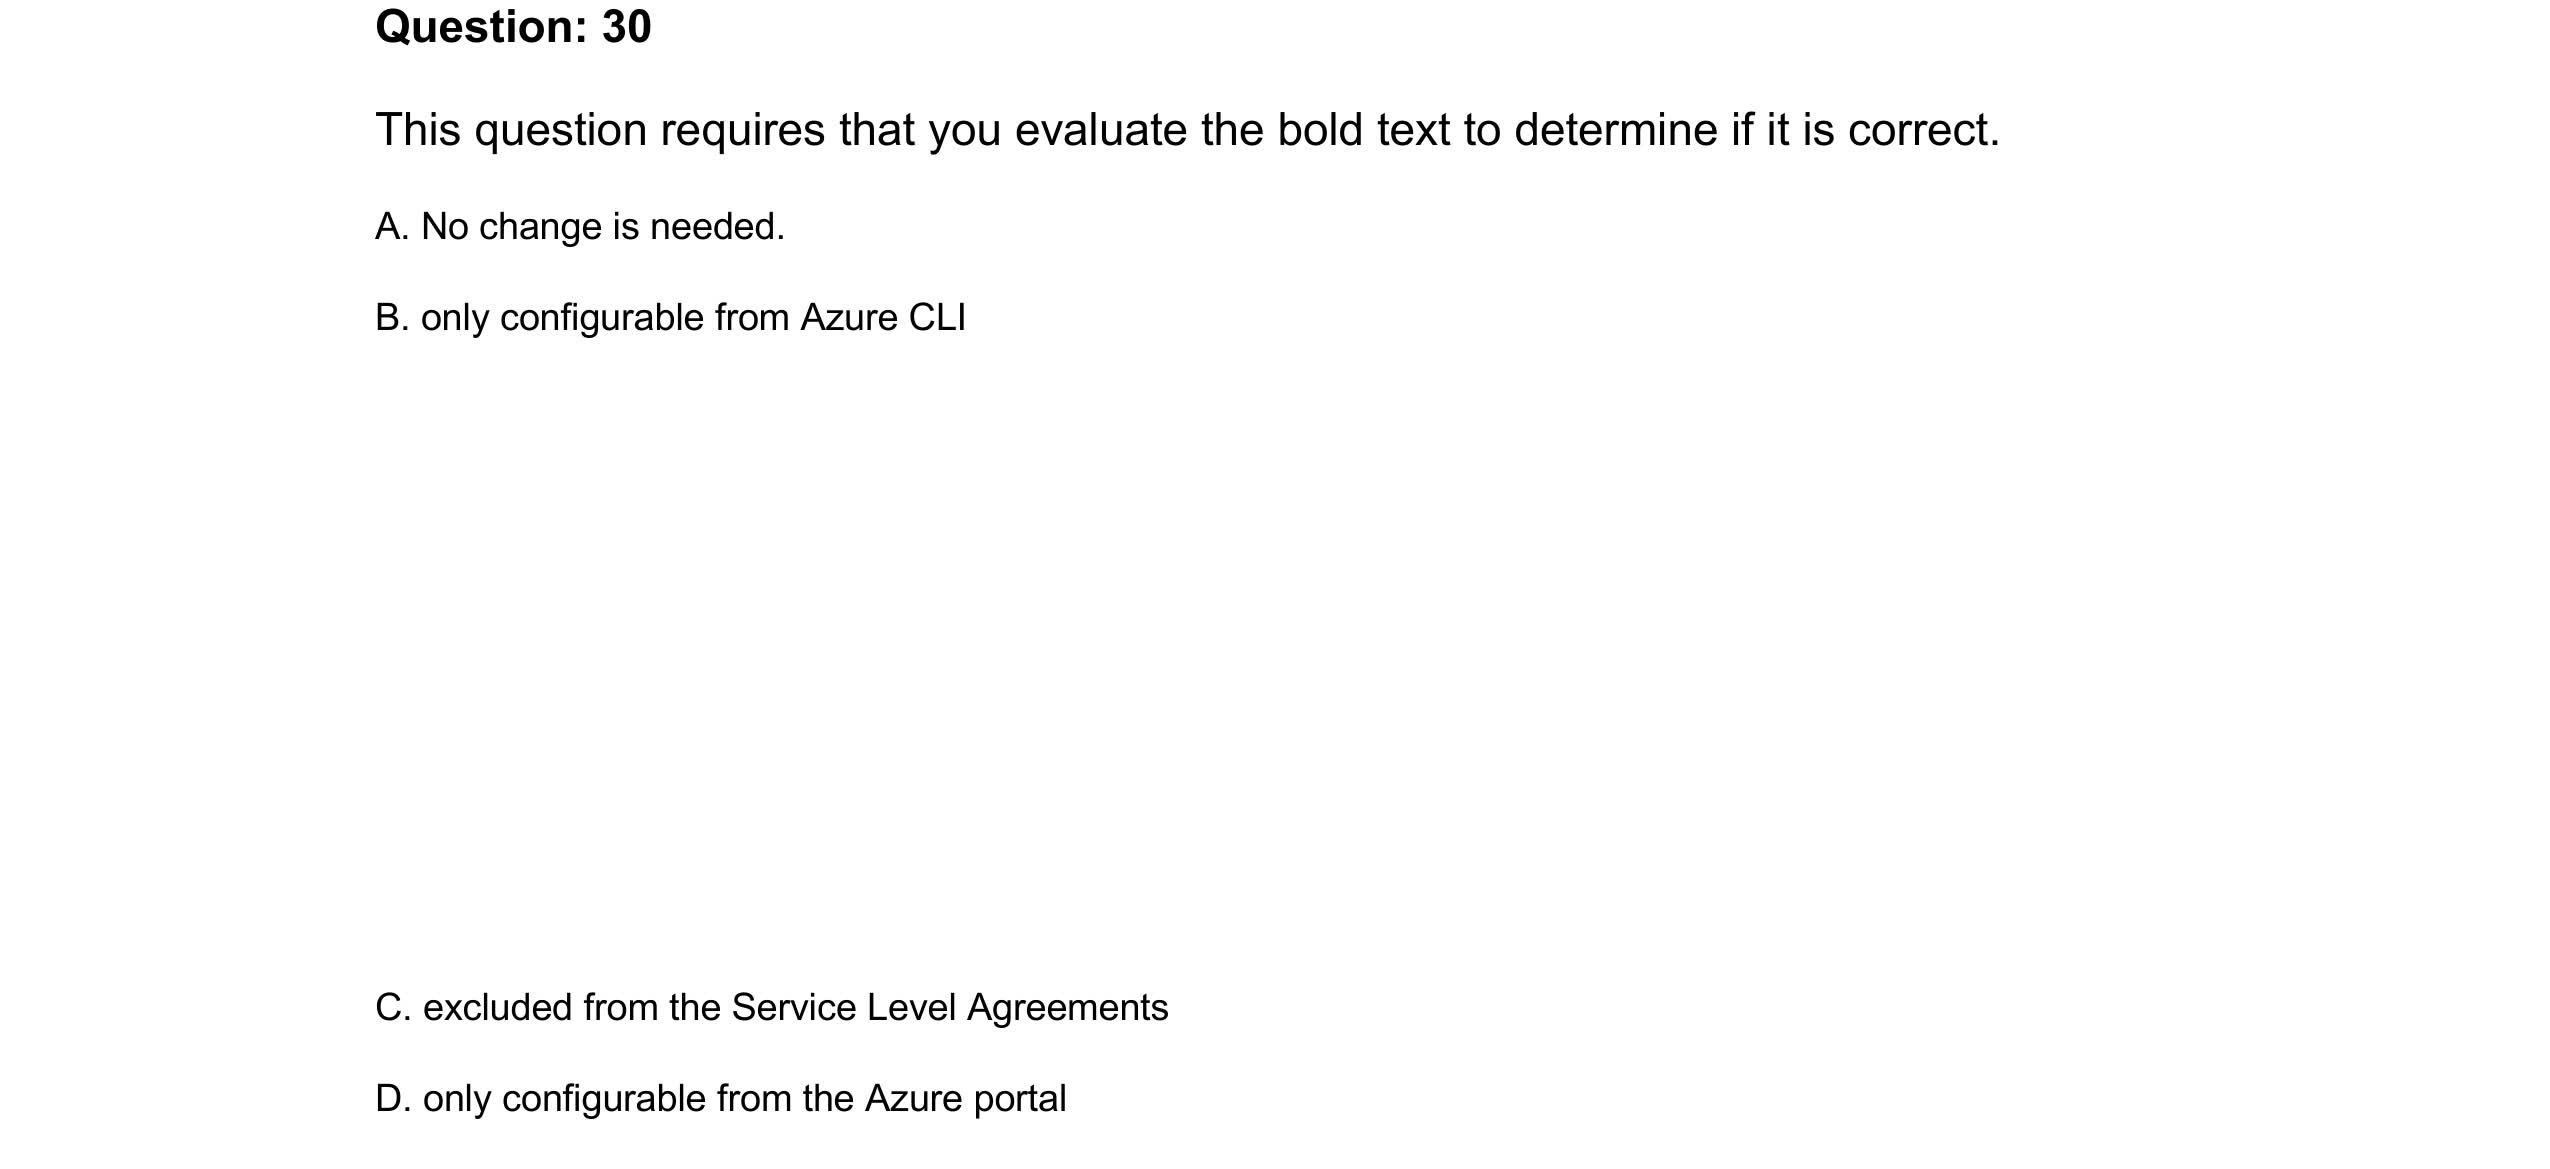 Question: 30
This question requires that you evaluate the bold text to determine if it is correct.
A. No change is needed.
B. only configurable from Azure CLI
C. excluded from the Service Level Agreements
D. only configurable from the Azure portal